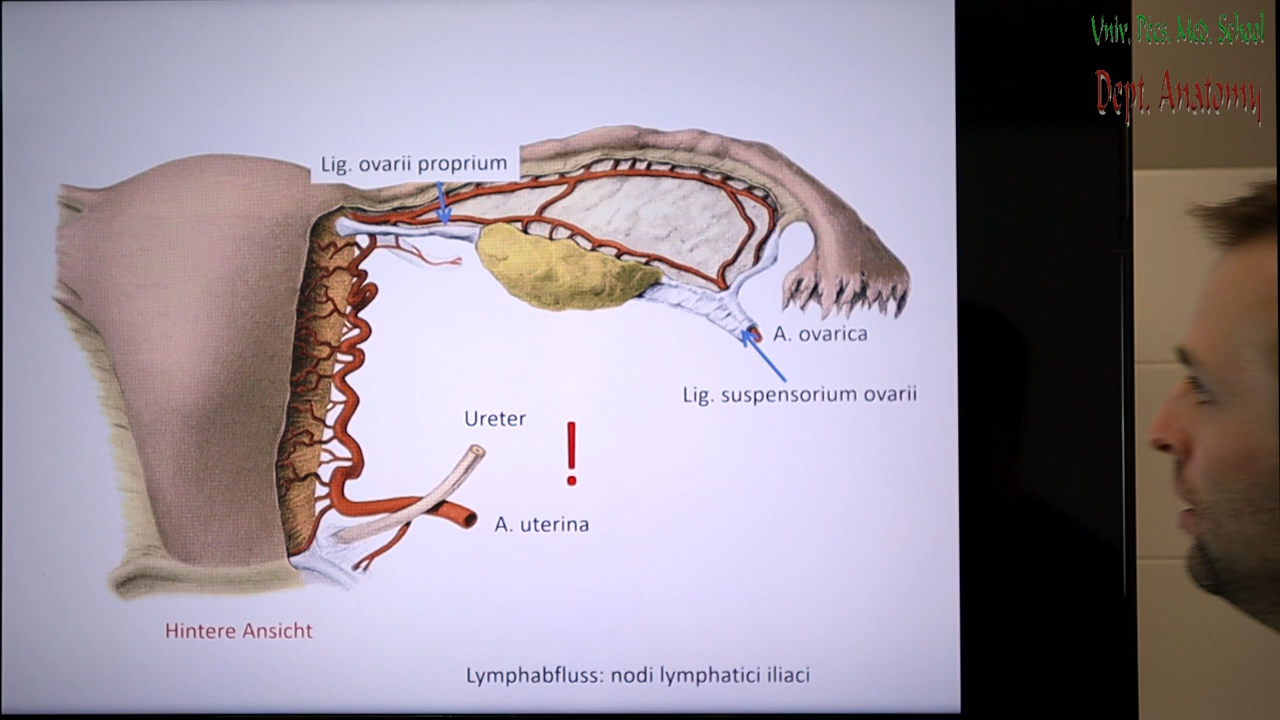 Univ. Pécs. Med. School
Dept. Anatomy
Lig. ovarii proprium
A. ovarica
Lig. suspensorium ovarii
Ureter
!
A. uterina
Hintere Ansicht
Lymphabfluss: nodi lymphatici iliaci